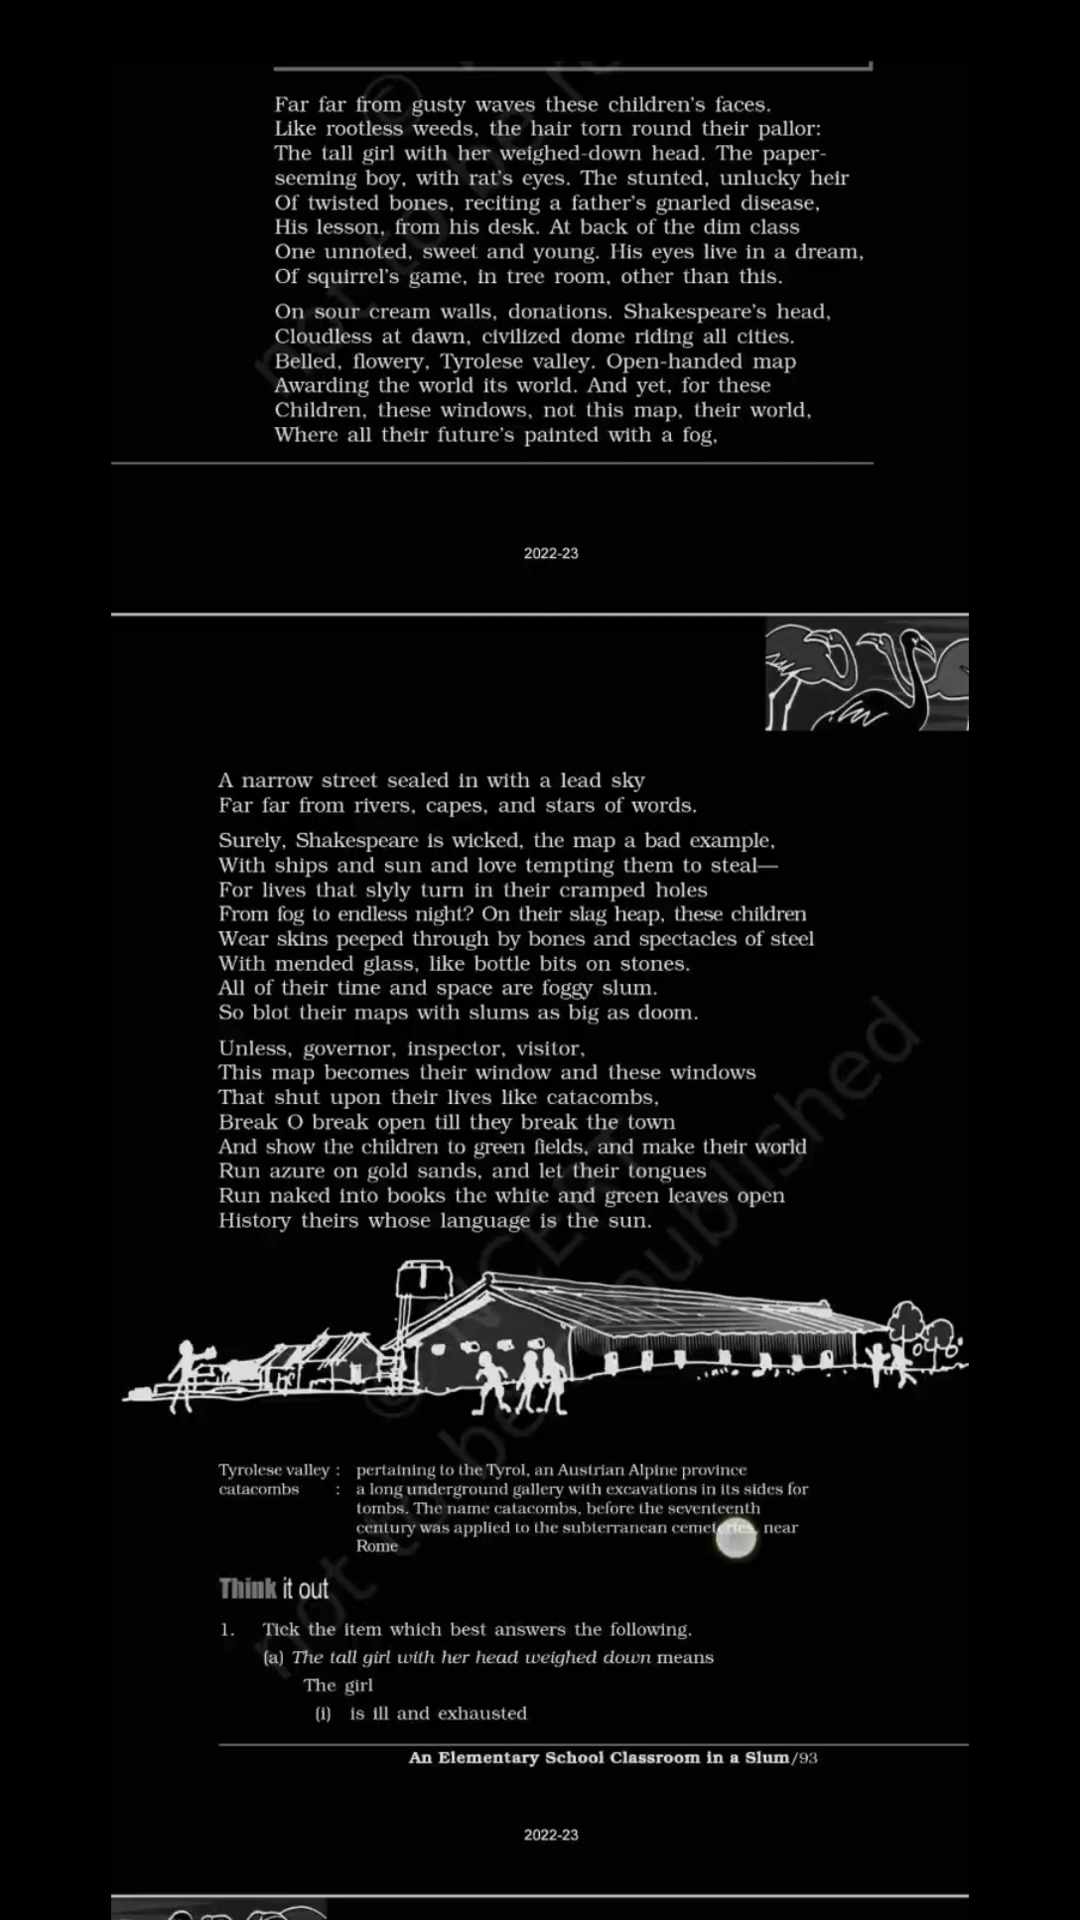 Far far from gusty waves these children's faces.
Like rootless weeds, the hair torn round their pallor:
The tall girl with her weighed-down head. The paper-
seeming boy, with rat's eyes. The stunted, unlucky heir
Of twisted bones, reciting a father's gnarled disease,
His lesson, from his desk. At back of the dim class
One unnoted, sweet and young. His eyes live in a dream,
Of squirrel's game, in tree room, other than this.
On sour cream walls, donations. Shakespeare's head,
Cloudless at dawn, civilized dome riding all cities.
Belled, flowery, Tyrolese valley. Open-handed map
Awarding the world its world. And yet, for these
Children, these windows, not this map, their world,
Where all their future's painted with a fog,
2022-23
A narrow street sealed in with a lead sky
Far far from rivers, capes, and stars of words.
Surely, Shakespeare is wicked, the map a bad example,
With ships and sun and love tempting them to steal—
For lives that slyly turn in their cramped holes
From fog to endless night? On their slag heap, these children
Wear skins peeped through by bones and spectacles of steel
With mended glass, like bottle bits on stones.
All of their time and space are foggy slum.
So blot their maps with slums as big as doom.
Unless, governor, inspector, visitor,
This map becomes their window and these windows
That shut upon their lives like catacombs,
Break O break open till they break the town
And show the children to green fields, and make their world
Run azure on gold sands, and let their tongues
Run naked into books the white and green leaves open
History theirs whose language is the sun.
Tyrolese valley : pertaining to the Tyrol, an Austrian Alpine province
catacombs : a long underground gallery with excavations in its sides for
tombs. The name catacombs, before the seventeenth
century was applied to the subterranean cemeteries, near
Rome
Think it out
1. Tick the item which best answers the following.
(a) The tall girl with her head weighed down means
The girl
(i) is ill and exhausted
An Elementary School Classroom in a Slum/93
2022-23
© NCERT
not to be republished